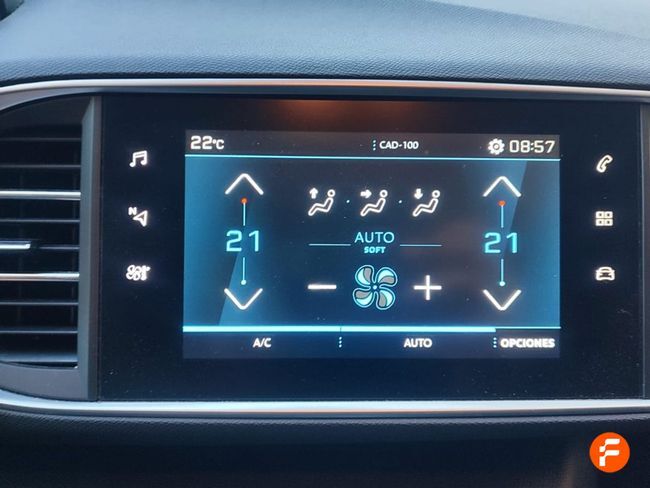 22°C CAD-100 08:57
N
21 21
AUTO
SOFT
A/C AUTO OPCIONES